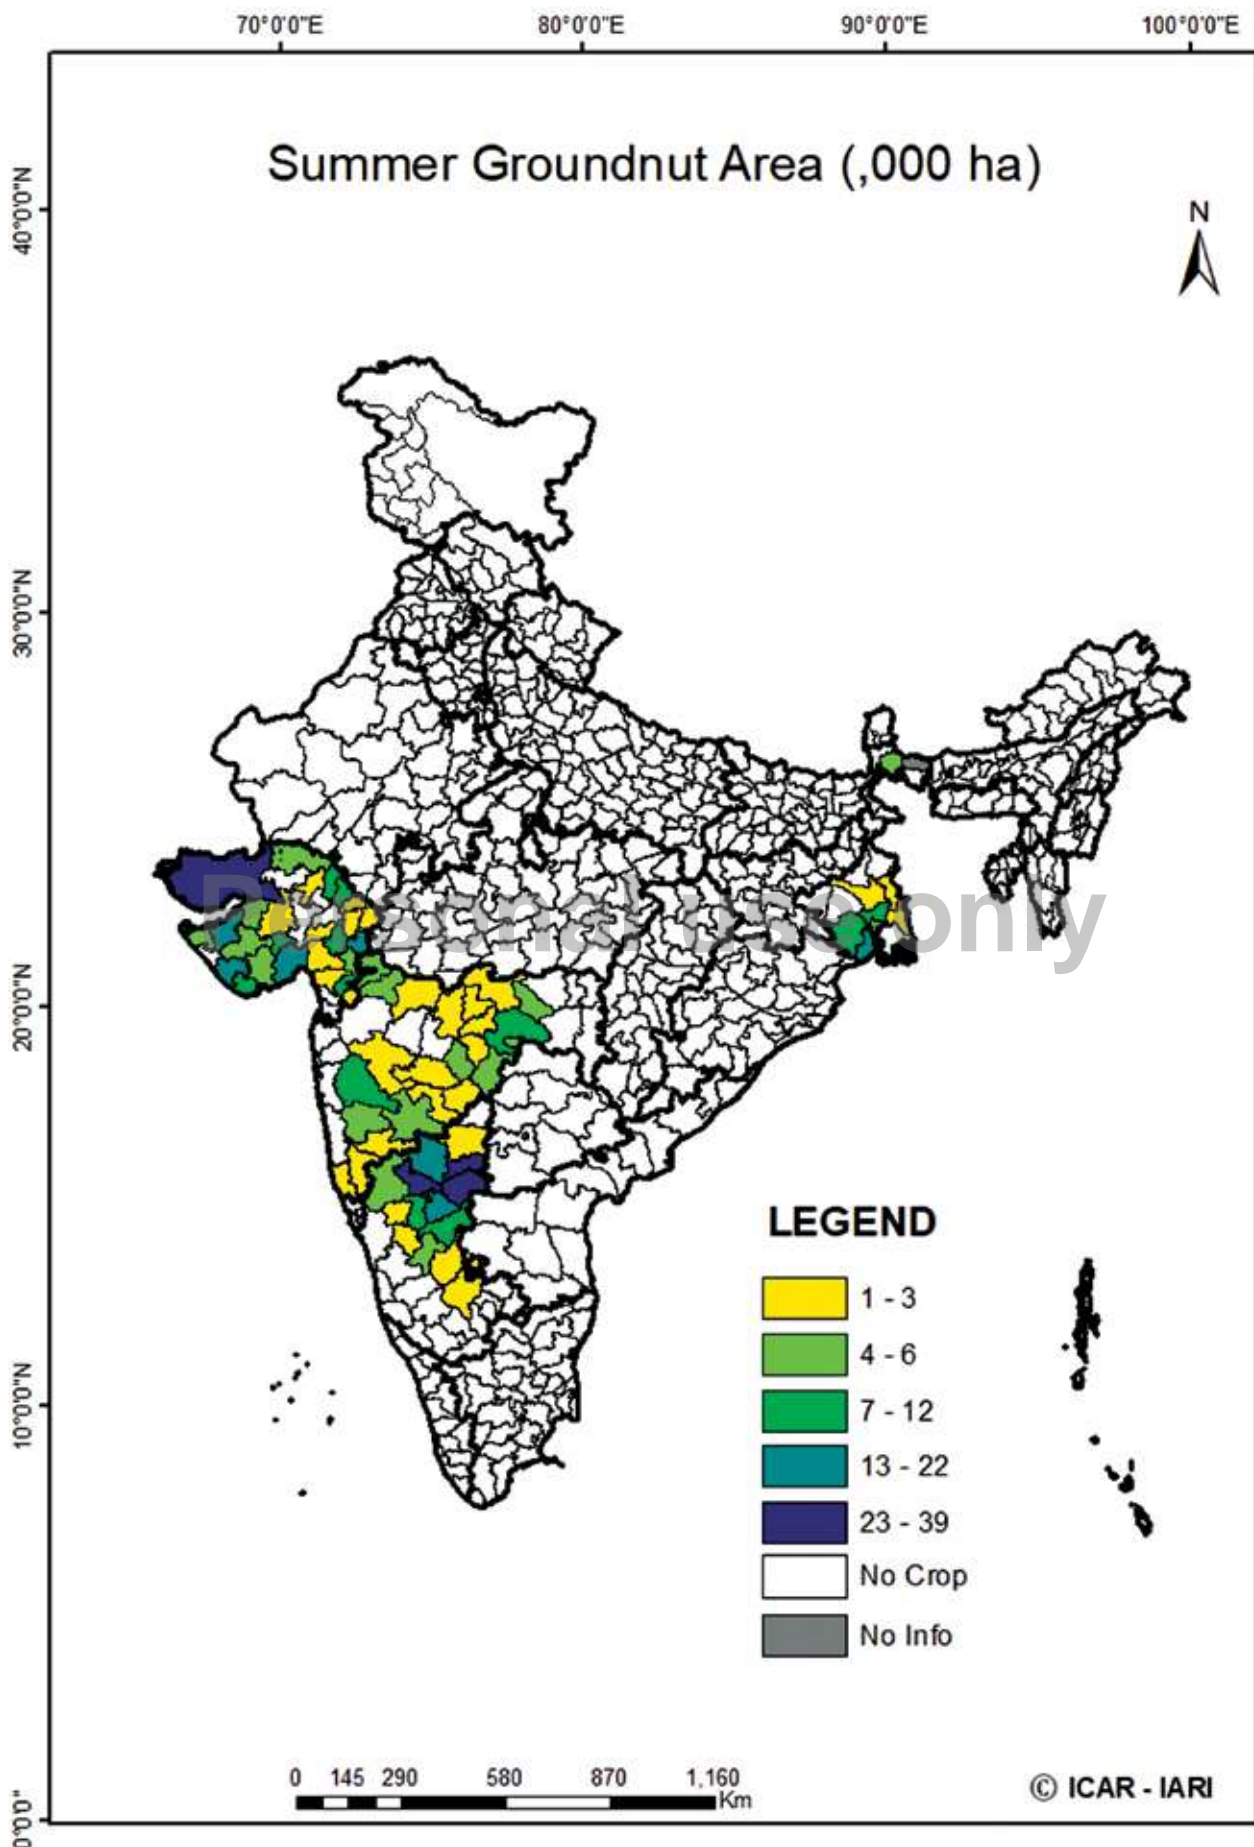 70°0'0"E 80°0'0"E 90°0'0"E 100°0'0"E
Summer Groundnut Area (,000 ha)
N
40°0'0"N
30°0'0"N
20°0'0"N
10°0'0"N
0°0'0"
Personal use only
LEGEND
1 - 3
4 - 6
7 - 12
13 - 22
23 - 39
No Crop
No Info
0 145 290 580 870 1,160
Km
© ICAR - IARI